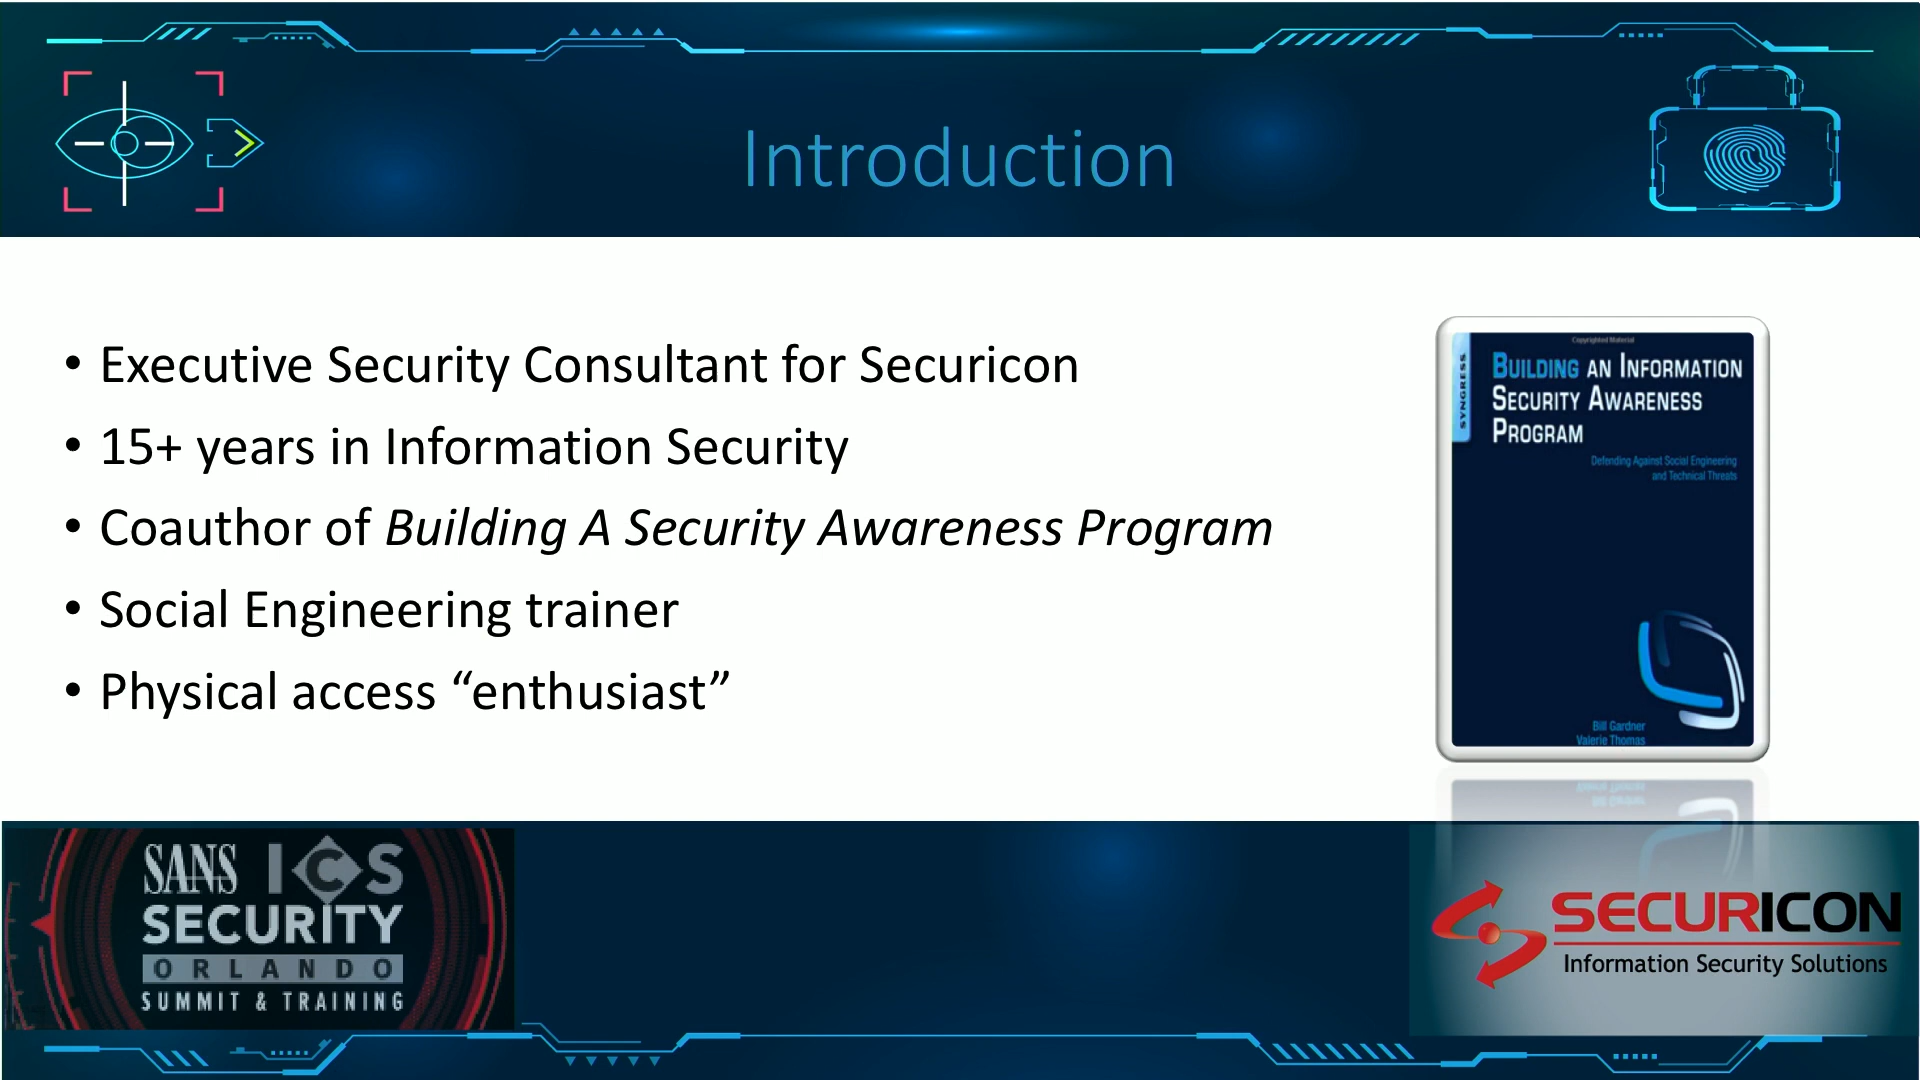 Introduction
• Executive Security Consultant for Securicon
• 15+ years in Information Security
• Coauthor of Building A Security Awareness Program
• Social Engineering trainer
• Physical access “enthusiast”
Copyrighted Material
SYNGRESS
BUILDING AN INFORMATION
SECURITY AWARENESS
PROGRAM
Defending Against Social Engineering
and Technical Threats
Bill Gardner
Valerie Thomas
SANS ICS
SECURITY
ORLANDO
SUMMIT & TRAINING
SECURICON
Information Security Solutions